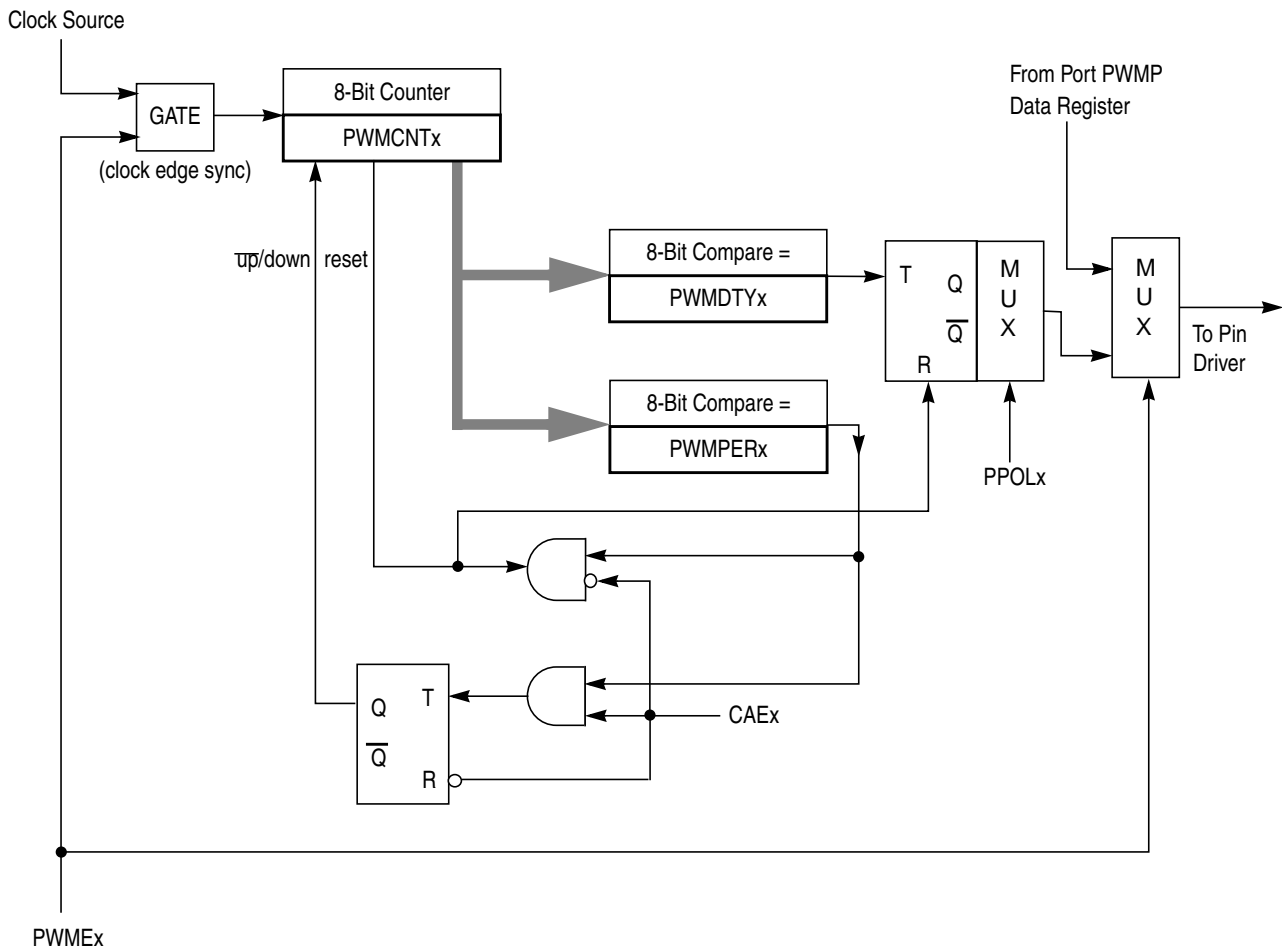 Clock Source
GATE
(clock edge sync)
8-Bit Counter
PWMCNTx
From Port PWMP
Data Register
u̅p̅/down
reset
8-Bit Compare =
PWMDTYx
T
Q
Q̅
R
M
U
X
M
U
X
To Pin
Driver
8-Bit Compare =
PWMPERx
PPOLx
Q
T
Q̅
R
CAEx
PWMEx